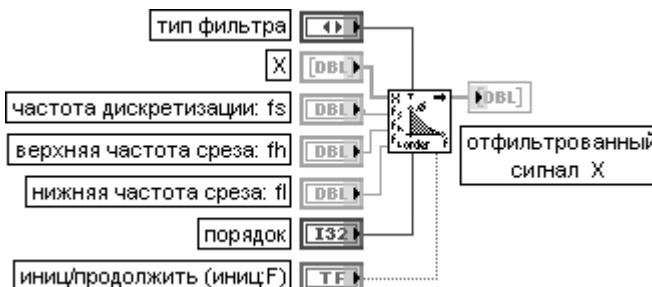 тип фильтра
X
[DBL]
[DBL]
частота дискретизации: fs
DBL
верхняя частота среза: fh
DBL
отфильтрованный
сигнал X
нижняя частота среза: fl
DBL
порядок
I32
order
иниц/продолжить (иниц:F)
TF